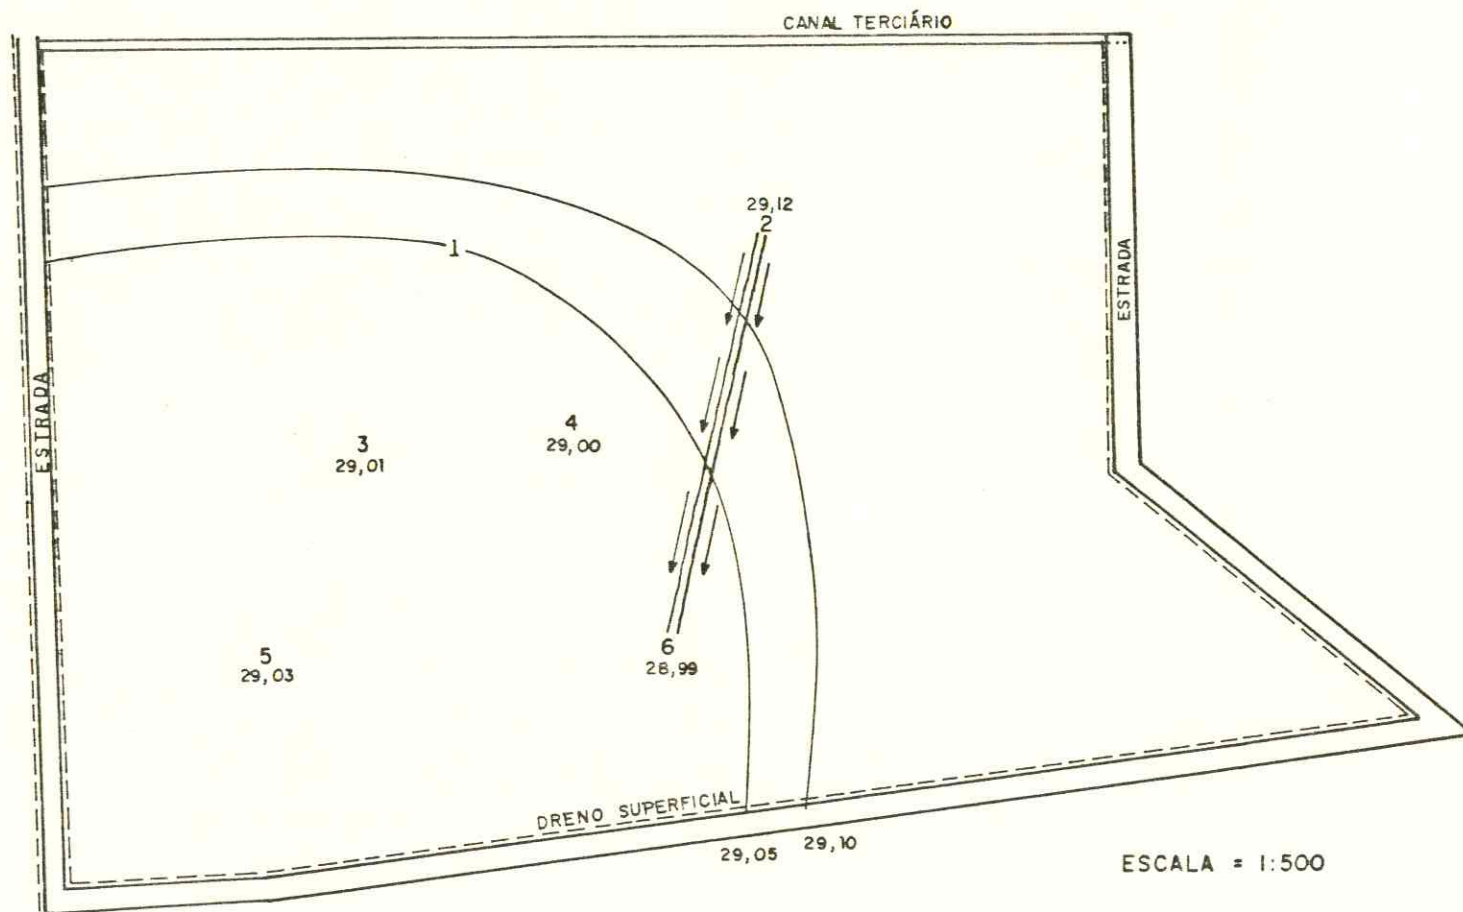 CANAL TERCIÁRIO
29,12
2
1
ESTRADA
ESTRADA
3
29,01
4
29,00
5
29,03
6
28,99
DRENO SUPERFICIAL
29,05
29,10
ESCALA = 1:500